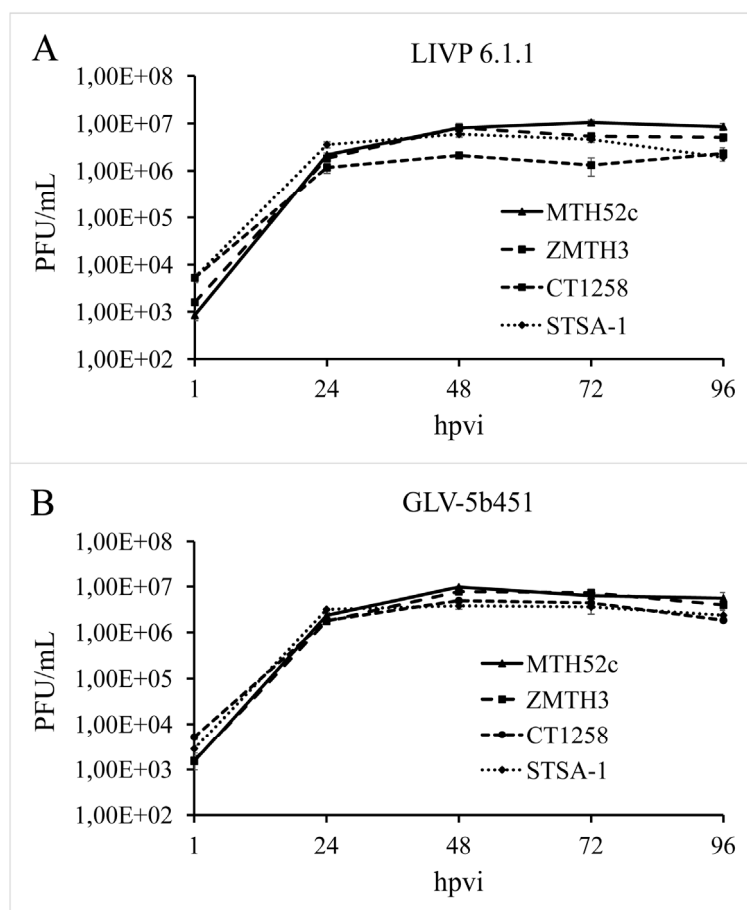 A
LIVP 6.1.1
1,00E+08
1,00E+07
1,00E+06
1,00E+05
1,00E+04
1,00E+03
1,00E+02
PFU/mL
MTH52c
ZMTH3
CT1258
STSA-1
1 24 48 72 96
hpvi
B
GLV-5b451
1,00E+08
1,00E+07
1,00E+06
1,00E+05
1,00E+04
1,00E+03
1,00E+02
PFU/mL
MTH52c
ZMTH3
CT1258
STSA-1
1 24 48 72 96
hpvi